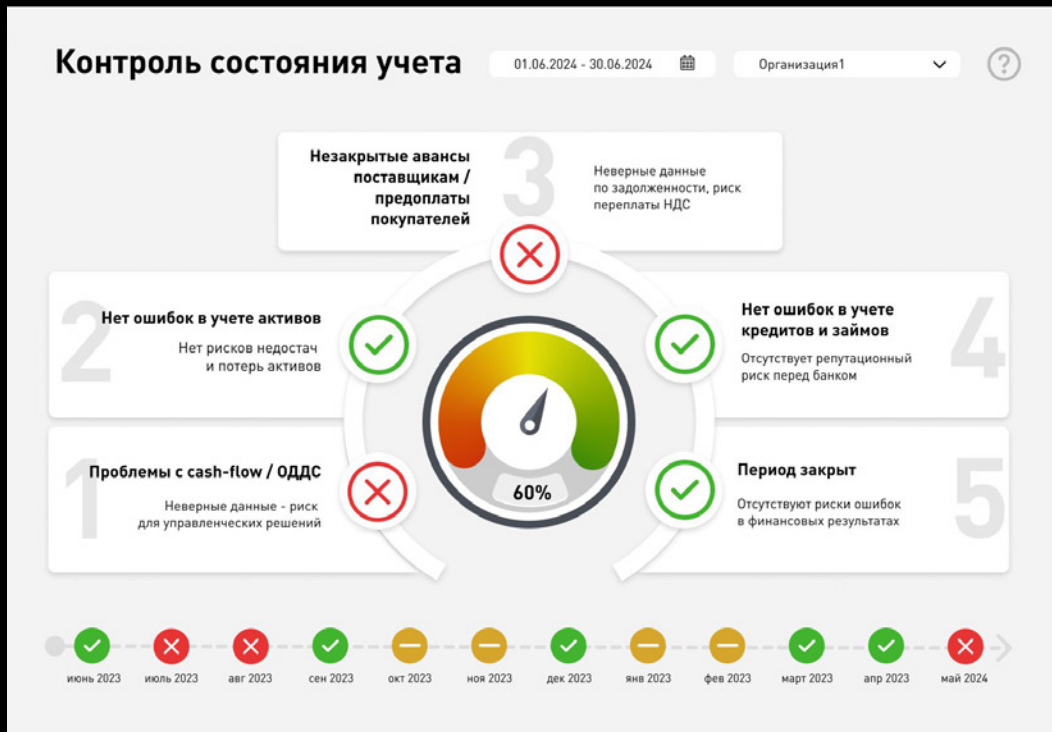 Контроль состояния учета
01.06.2024 - 30.06.2024
Организация1
?
3
Незакрытые авансы
поставщикам /
предоплаты
покупателей
Неверные данные
по задолженности, риск
переплаты НДС
2
Нет ошибок в учете активов
Нет рисков недостач
и потерь активов
4
Нет ошибок в учете
кредитов и займов
Отсутствует репутационный
риск перед банком
1
Проблемы с cash-flow / ОДДС
Неверные данные - риск
для управленческих решений
60%
5
Период закрыт
Отсутствуют риски ошибок
в финансовых результатах
июнь 2023 июль 2023 авг 2023 сен 2023 окт 2023 ноя 2023 дек 2023 янв 2023 фев 2023 март 2023 апр 2023 май 2024